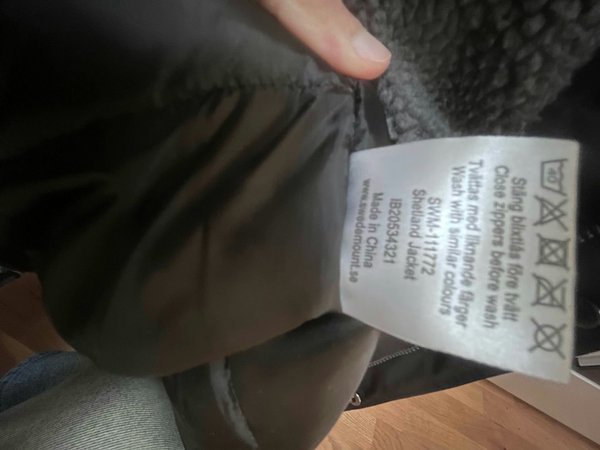 40
Stäng blixtlås före tvätt
Close zippers before wash
Tvättas med liknande färger
Wash with similar colours
SWM-111772
Shetland Jacket
IB20534321
Made in China
www.swedemount.se